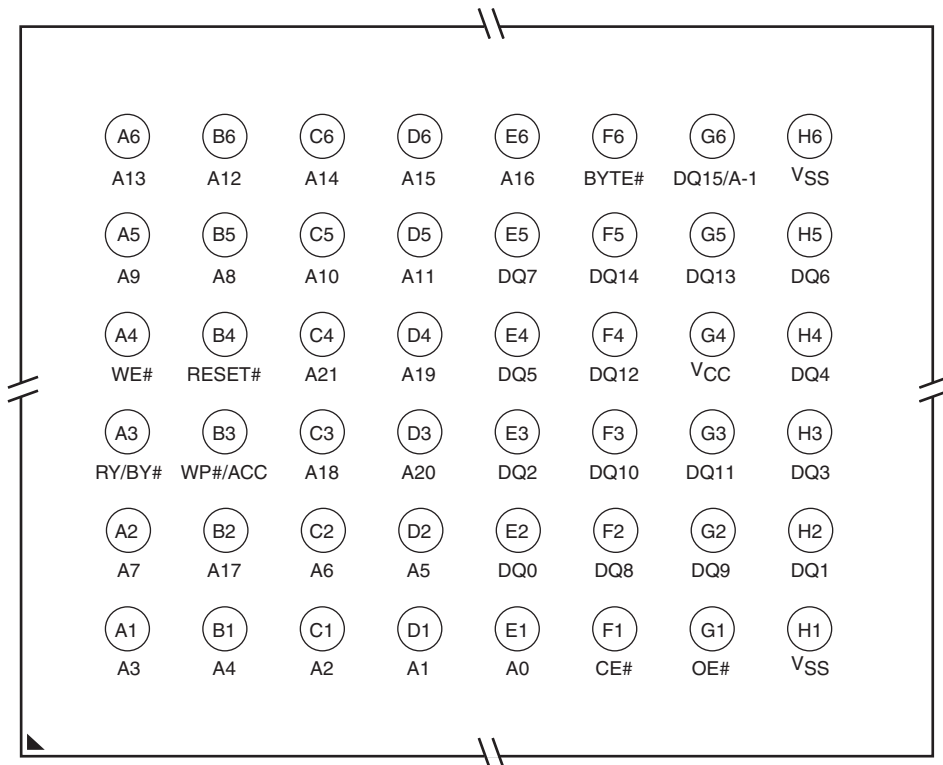 A6 B6 C6 D6 E6 F6 G6 H6
A13 A12 A14 A15 A16 BYTE# DQ15/A-1 VSS
A5 B5 C5 D5 E5 F5 G5 H5
A9 A8 A10 A11 DQ7 DQ14 DQ13 DQ6
A4 B4 C4 D4 E4 F4 G4 H4
WE# RESET# A21 A19 DQ5 DQ12 VCC DQ4
A3 B3 C3 D3 E3 F3 G3 H3
RY/BY# WP#/ACC A18 A20 DQ2 DQ10 DQ11 DQ3
A2 B2 C2 D2 E2 F2 G2 H2
A7 A17 A6 A5 DQ0 DQ8 DQ9 DQ1
A1 B1 C1 D1 E1 F1 G1 H1
A3 A4 A2 A1 A0 CE# OE# VSS